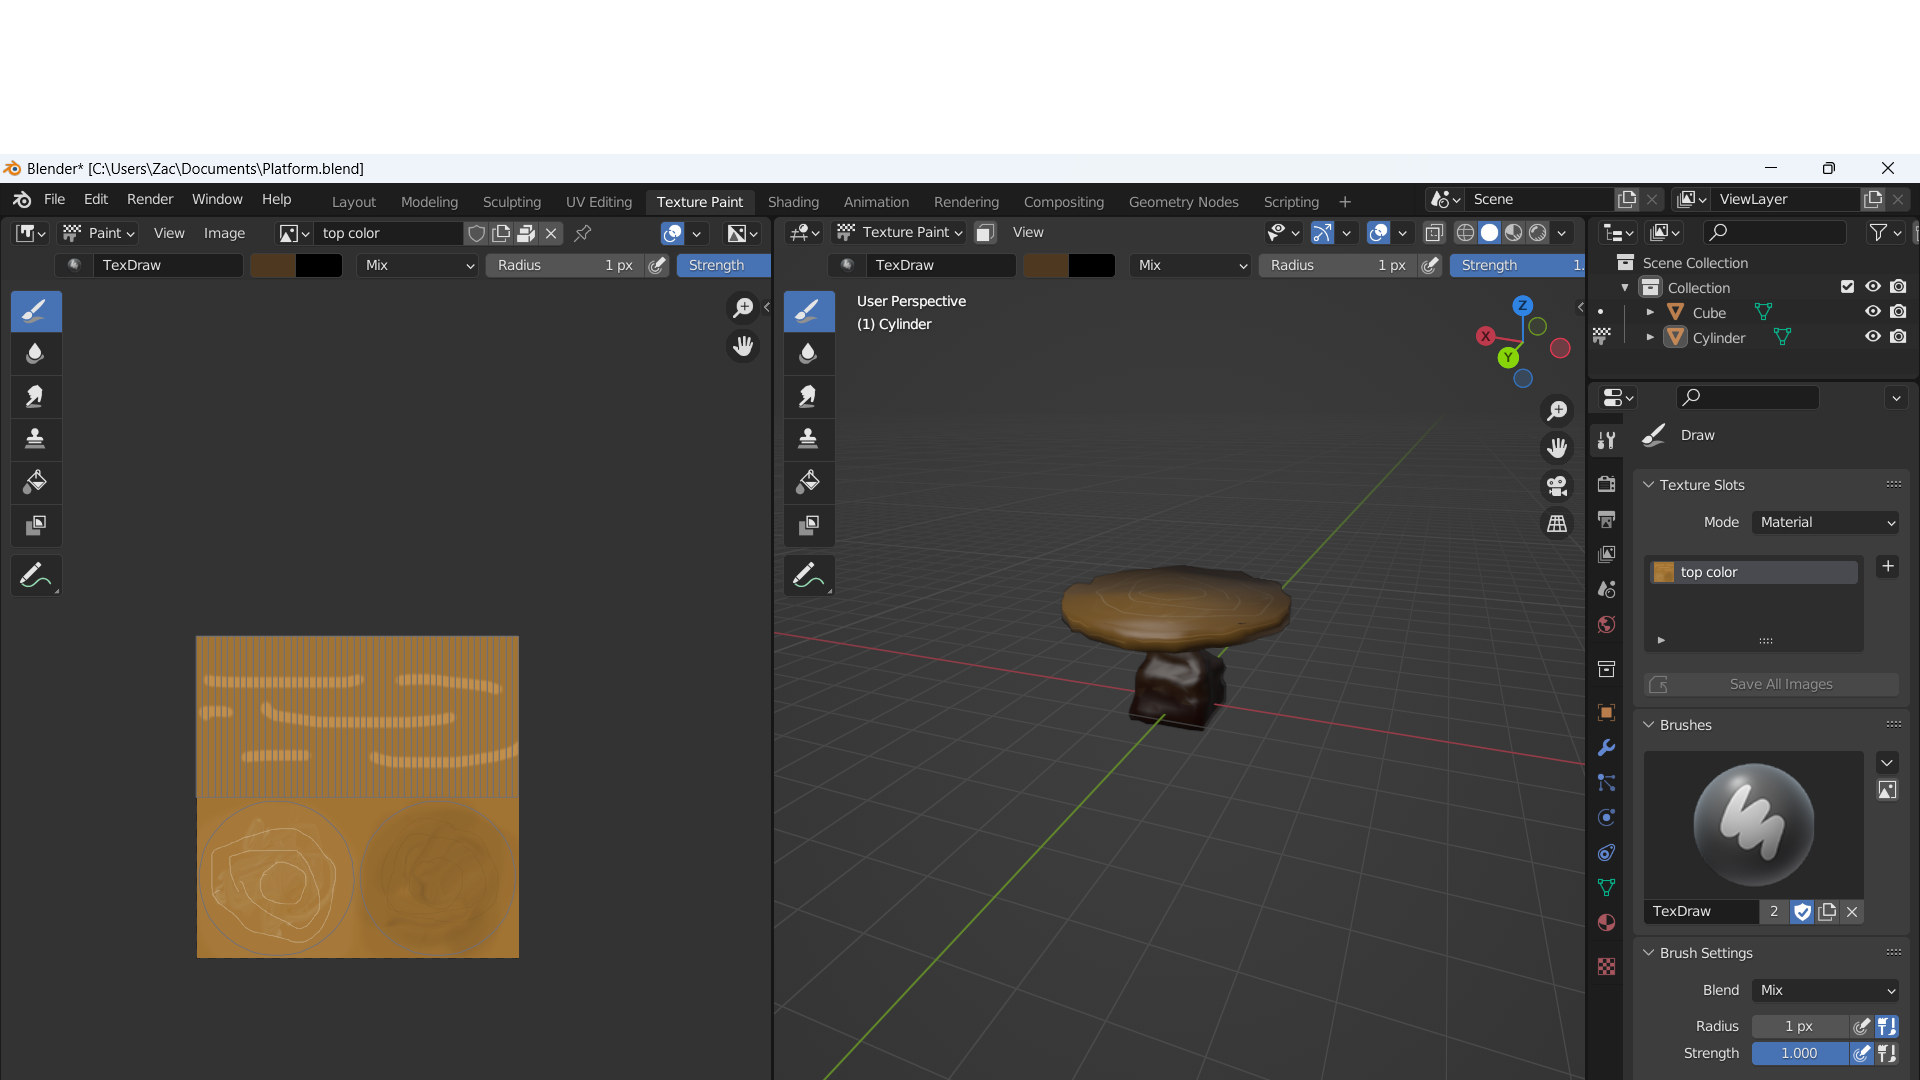 Blender* [C:\Users\Zac\Documents\Platform.blend]
File Edit Render Window Help Layout Modeling Sculpting UV Editing Texture Paint Shading Animation Rendering Compositing Geometry Nodes Scripting + Scene ViewLayer
Paint View Image top color Texture Paint View
TexDraw Mix Radius 1 px Strength TexDraw Mix Radius 1 px Strength 1.
User Perspective
(1) Cylinder
Z
X
Y
Scene Collection
Collection
Cube
Cylinder
Draw
Texture Slots
Mode Material
top color
Save All Images
Brushes
TexDraw 2
Brush Settings
Blend Mix
Radius 1 px
Strength 1.000